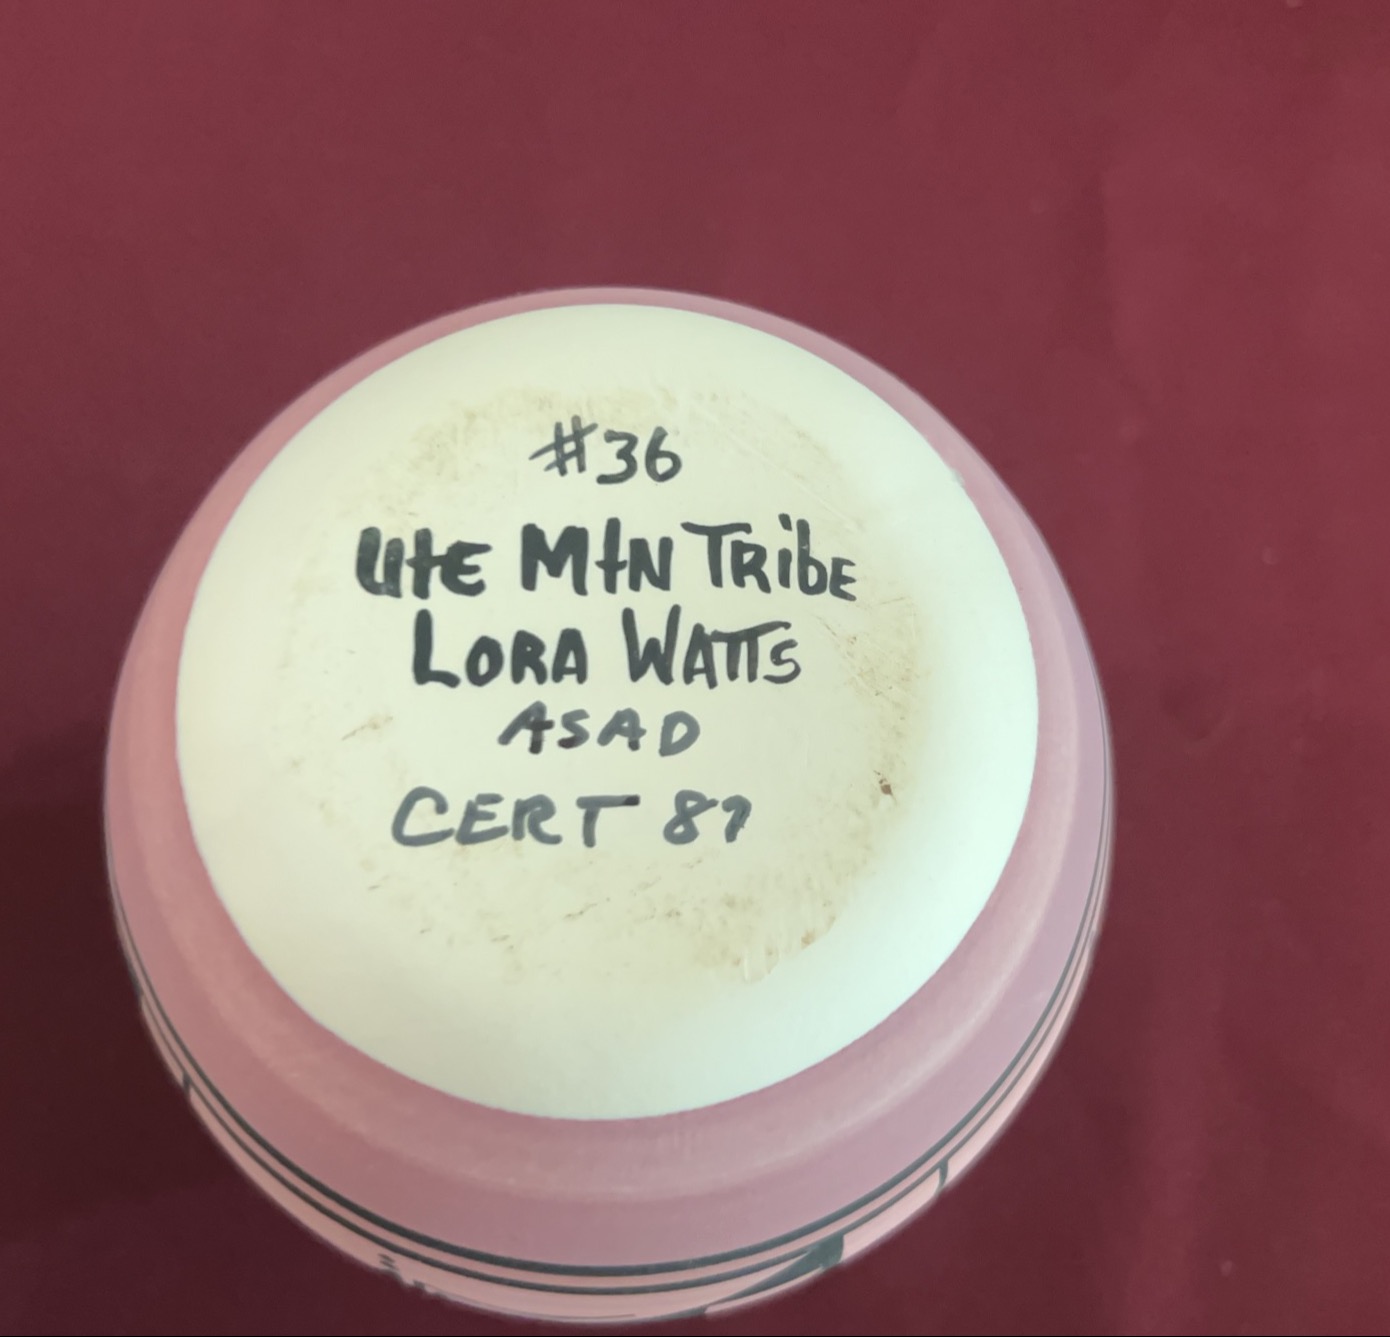 #36
UtE MtN TRibE
LORA WATTS
ASAD
CERT 87